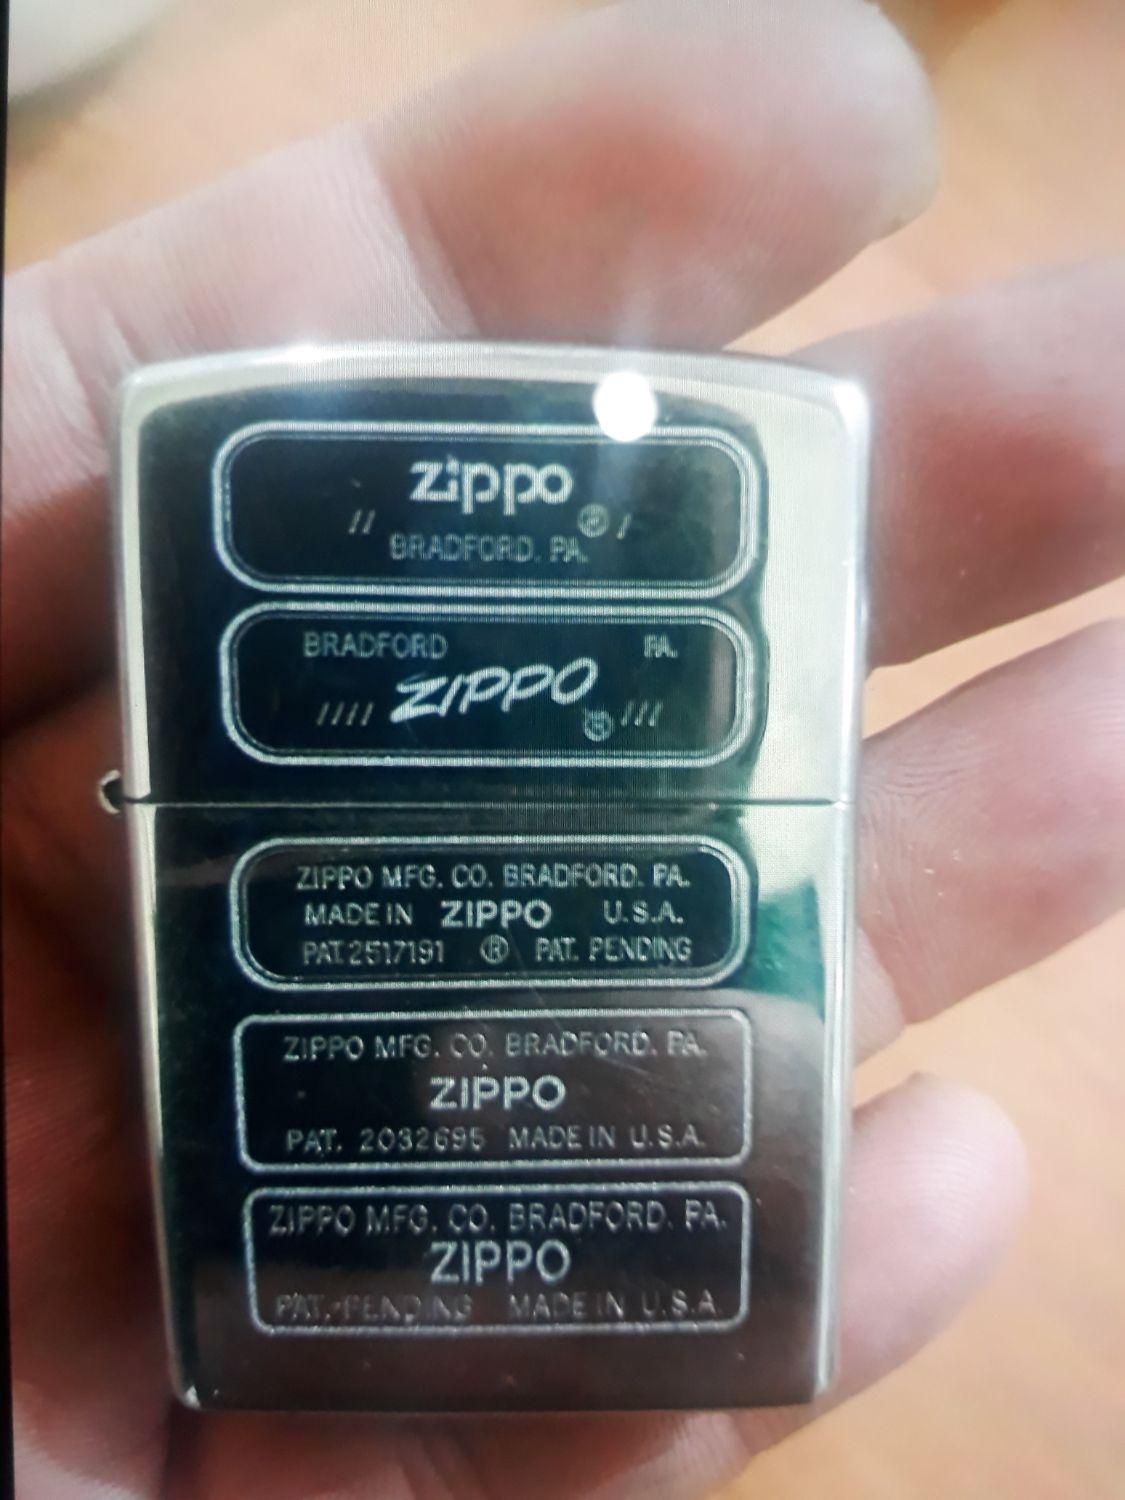 zippo
// ® /
BRADFORD. PA.
BRADFORD PA.
//// ZIPPO ® ///
ZIPPO MFG. CO. BRADFORD. PA.
MADE IN ZIPPO U.S.A.
PAT.2517191 ® PAT. PENDING
ZIPPO MFG. CO. BRADFORD. PA.
ZIPPO
PAT. 2032695 MADE IN U.S.A.
ZIPPO MFG. CO. BRADFORD. PA.
ZIPPO
PAT. PENDING MADE IN U.S.A.